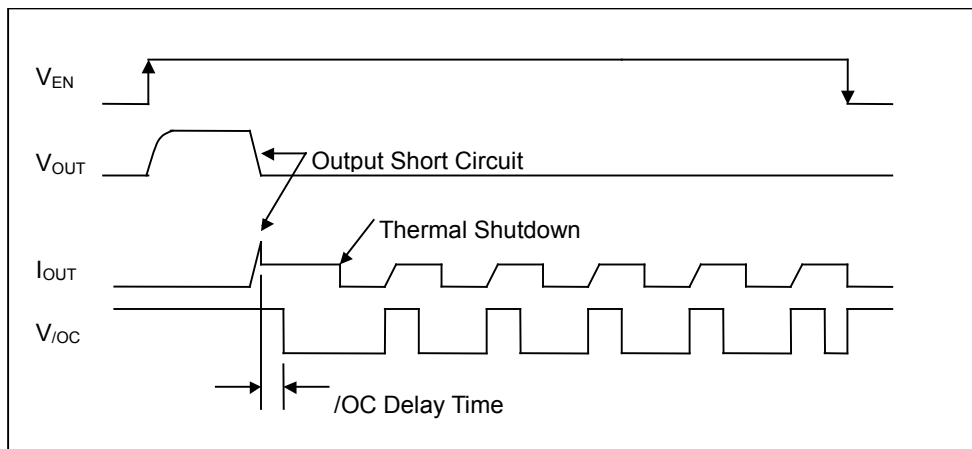 VEN
VOUT
Output Short Circuit
Thermal Shutdown
IOUT
V/OC
/OC Delay Time